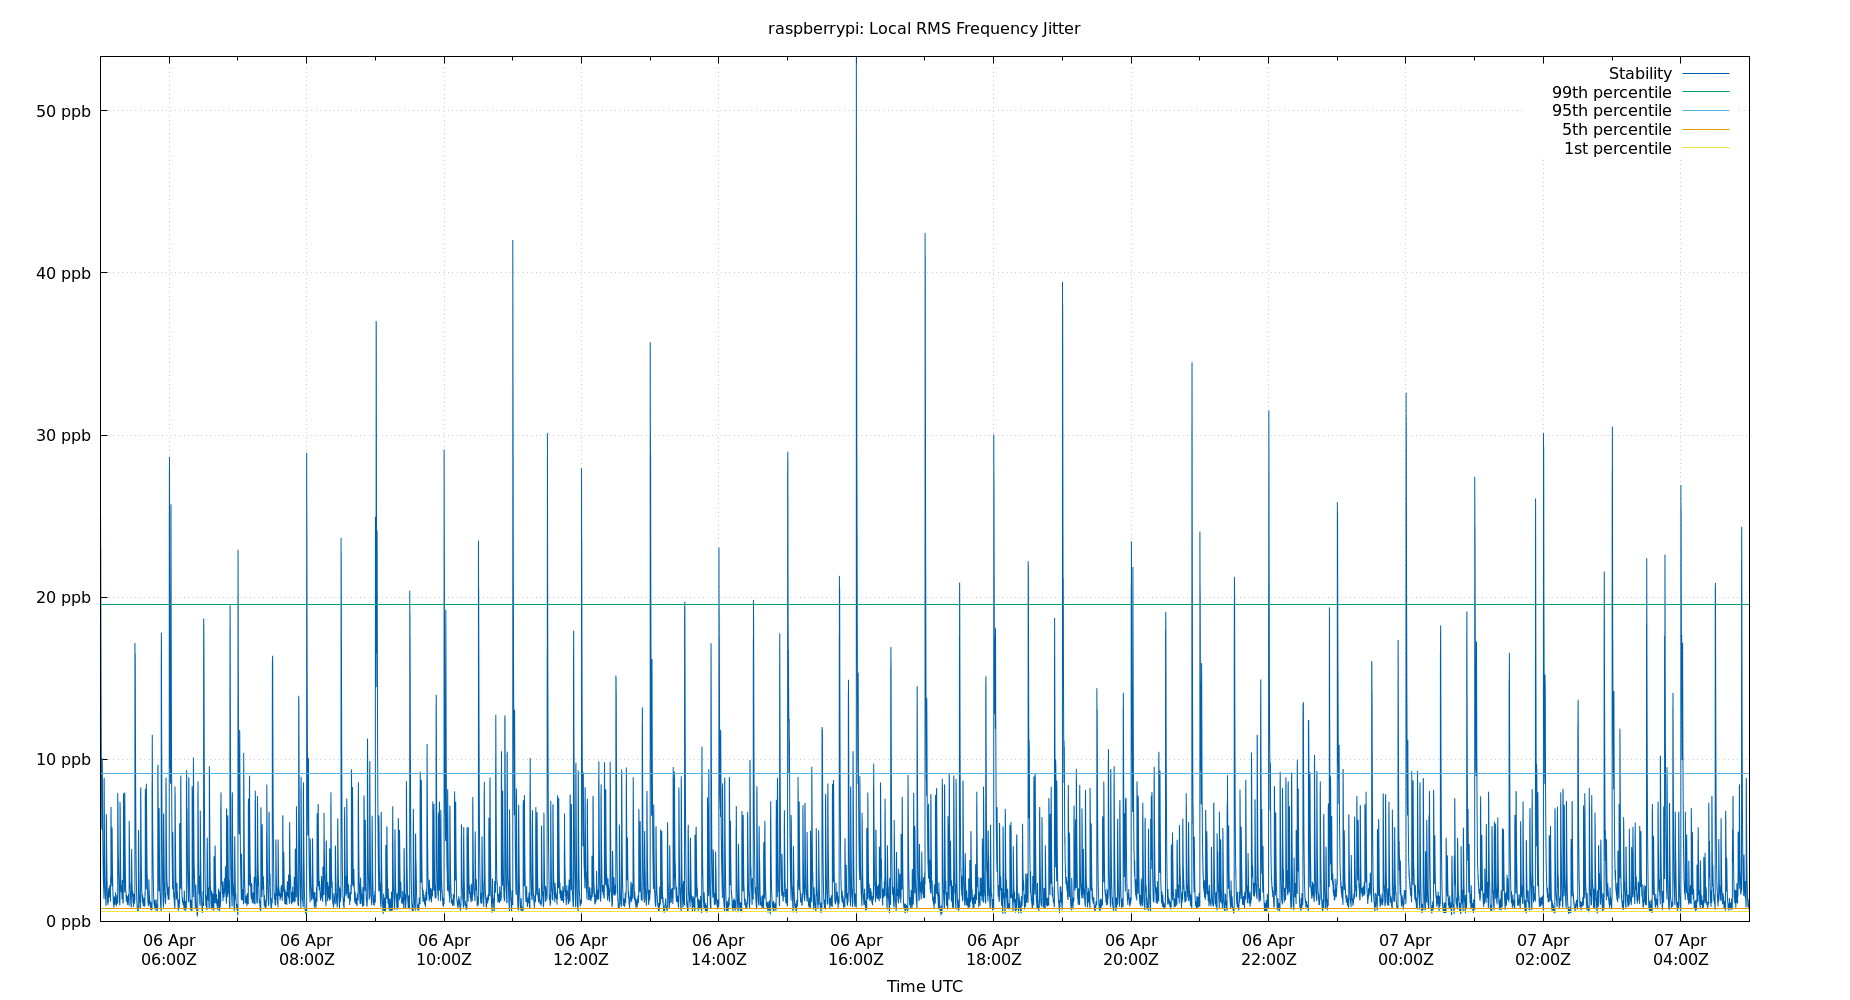 raspberrypi: Local RMS Frequency Jitter
Stability
99th percentile
95th percentile
5th percentile
1st percentile
50 ppb
40 ppb
30 ppb
20 ppb
10 ppb
0 ppb
06 Apr 06 Apr 06 Apr 06 Apr 06 Apr 06 Apr 06 Apr 06 Apr 06 Apr 07 Apr 07 Apr 07 Apr
06:00Z 08:00Z 10:00Z 12:00Z 14:00Z 16:00Z 18:00Z 20:00Z 22:00Z 00:00Z 02:00Z 04:00Z
Time UTC